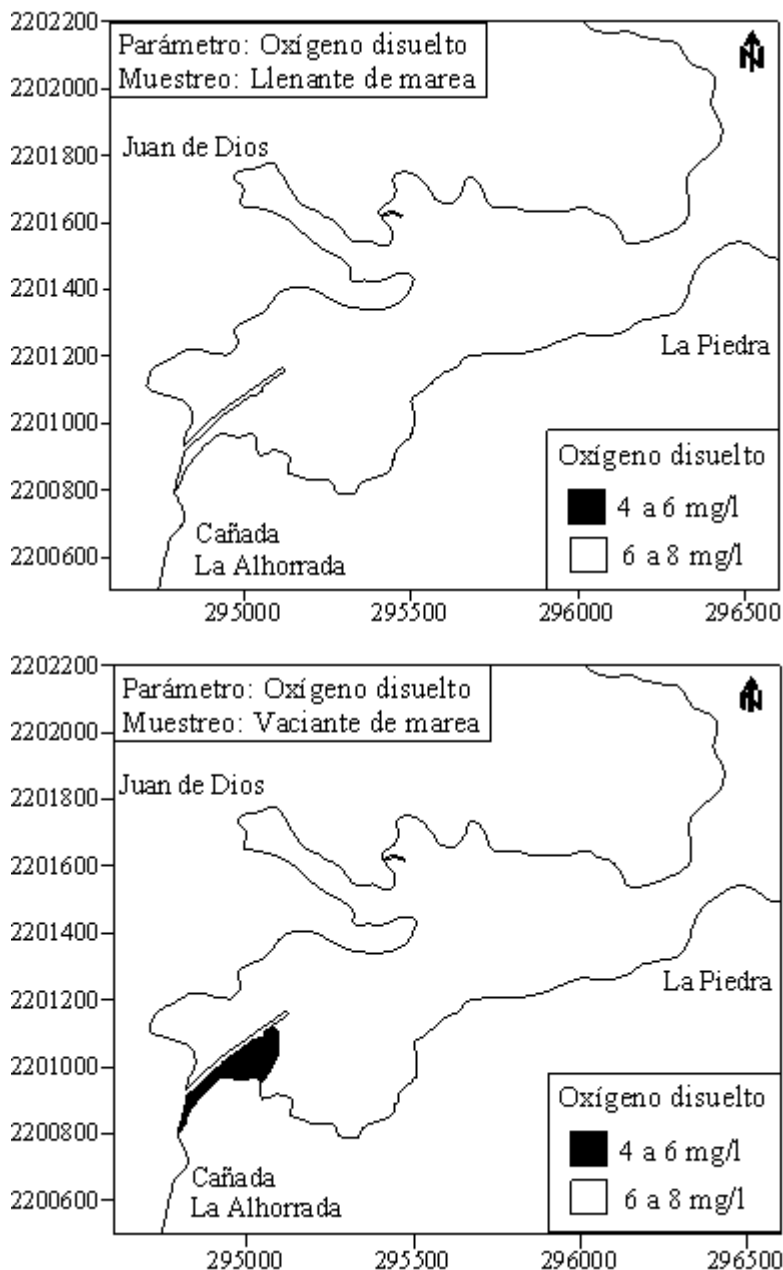 2202200
Parámetro: Oxígeno disuelto
Muestreo: Llenante de marea
N
2202000
2201800
Juan de Dios
2201600
2201400
2201200
La Piedra
2201000
Oxígeno disuelto
2200800
4 a 6 mg/l
Cañada
La Alhorrada
6 a 8 mg/l
2200600
295000
295500
296000
296500
2202200
Parámetro: Oxígeno disuelto
Muestreo: Vaciante de marea
N
2202000
2201800
Juan de Dios
2201600
2201400
2201200
La Piedra
2201000
Oxígeno disuelto
2200800
4 a 6 mg/l
Cañada
La Alhorrada
6 a 8 mg/l
2200600
295000
295500
296000
296500